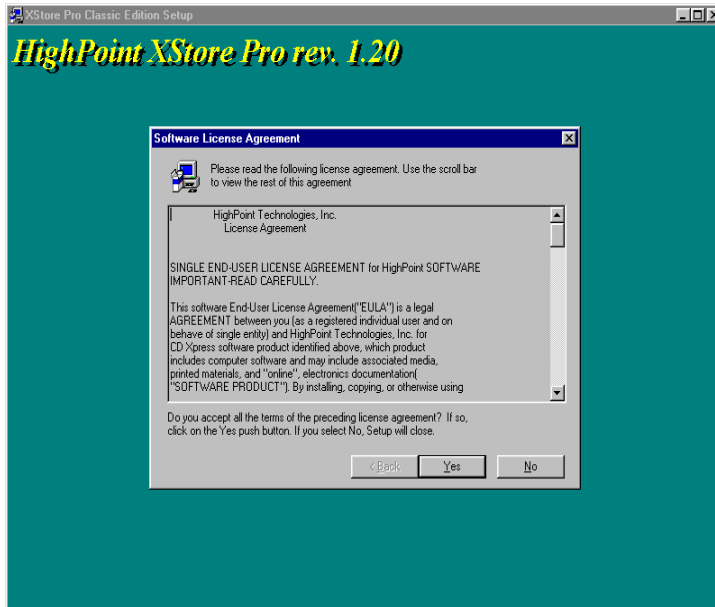 XStore Pro Classic Edition Setup
HighPoint XStore Pro rev. 1.20
Software License Agreement
Please read the following license agreement. Use the scroll bar
to view the rest of this agreement
HighPoint Technologies, Inc.
License Agreement
SINGLE END-USER LICENSE AGREEMENT for HighPoint SOFTWARE
IMPORTANT-READ CAREFULLY.
This software End-User License Agreement("EULA") is a legal
AGREEMENT between you (as a registered individual user and on
behave of single entity) and HighPoint Technologies, Inc. for
CD Xpress software product identified above, which product
includes computer software and may include associated media,
printed materials, and "online", electronics documentation(
"SOFTWARE PRODUCT"). By installing, copying, or otherwise using
Do you accept all the terms of the preceding license agreement? If so,
click on the Yes push button. If you select No, Setup will close.
< Back
Yes
No